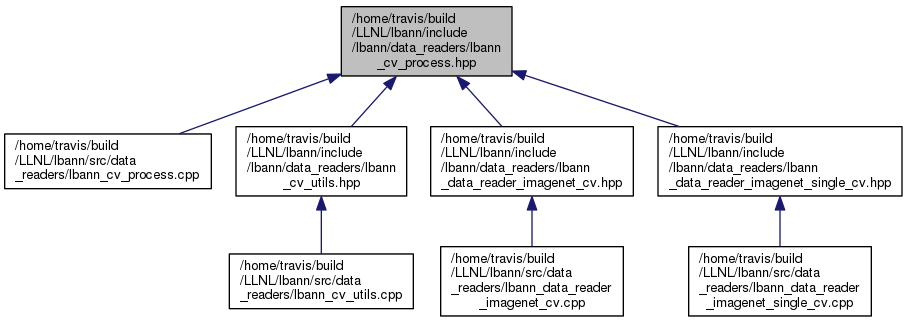 /home/travis/build
/LLNL/lbann/include
/lbann/data_readers/lbann
_cv_process.hpp
/home/travis/build
/LLNL/lbann/src/data
_readers/lbann_cv_process.cpp
/home/travis/build
/LLNL/lbann/include
/lbann/data_readers/lbann
_cv_utils.hpp
/home/travis/build
/LLNL/lbann/include
/lbann/data_readers/lbann
_data_reader_imagenet_cv.hpp
/home/travis/build
/LLNL/lbann/include
/lbann/data_readers/lbann
_data_reader_imagenet_single_cv.hpp
/home/travis/build
/LLNL/lbann/src/data
_readers/lbann_cv_utils.cpp
/home/travis/build
/LLNL/lbann/src/data
_readers/lbann_data_reader
_imagenet_cv.cpp
/home/travis/build
/LLNL/lbann/src/data
_readers/lbann_data_reader
_imagenet_single_cv.cpp